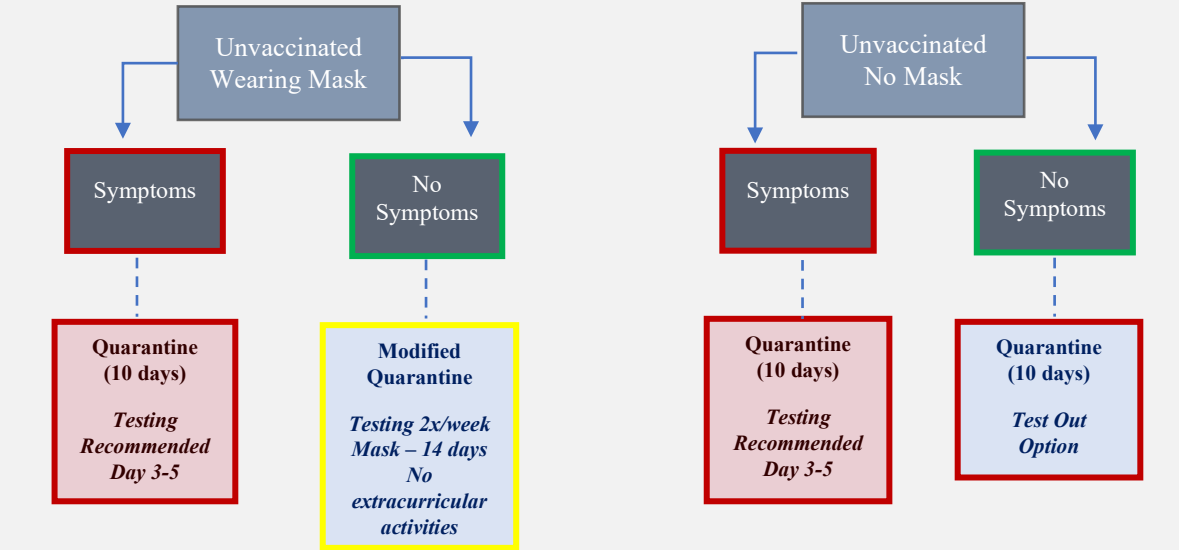 Unvaccinated
Wearing Mask
Symptoms
No
Symptoms
Quarantine
(10 days)
Testing
Recommended
Day 3-5
Modified
Quarantine
Testing 2x/week
Mask – 14 days
No
extracurricular
activities
Unvaccinated
No Mask
Symptoms
No
Symptoms
Quarantine
(10 days)
Testing
Recommended
Day 3-5
Quarantine
(10 days)
Test Out
Option